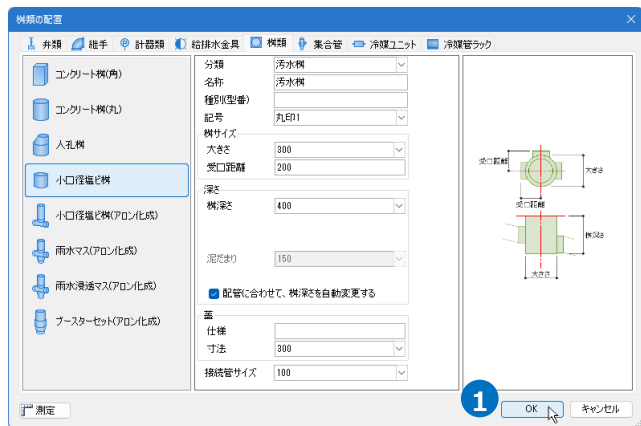 桝類の配置
弁類 継手 計器類 給排水金具 桝類 集合管 冷媒ユニット 冷媒管ラック
コンクリート桝(角)
コンクリート桝(丸)
人孔桝
小口径塩ビ桝
小口径塩ビ桝(アロン化成)
雨水マス(アロン化成)
雨水浸透マス(アロン化成)
ブースターセット(アロン化成)
分類 汚水桝
名称 汚水桝
種別(型番)
記号 丸印1
桝サイズ
大きさ 300
受口距離 200
深さ
桝深さ 400
泥だまり 150
配管に合わせて、桝深さを自動変更する
蓋
仕様
寸法 300
接続管サイズ 100
受口距離
大きさ
受口距離
桝深さ
大きさ
測定
1
OK キャンセル